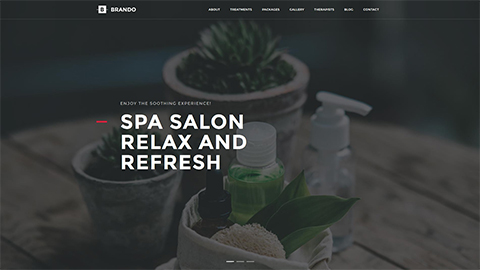 B BRANDO
ABOUT TREATMENTS PACKAGES GALLERY THERAPISTS BLOG CONTACT
ENJOY THE SOOTHING EXPERIENCE!
SPA SALON
RELAX AND
REFRESH